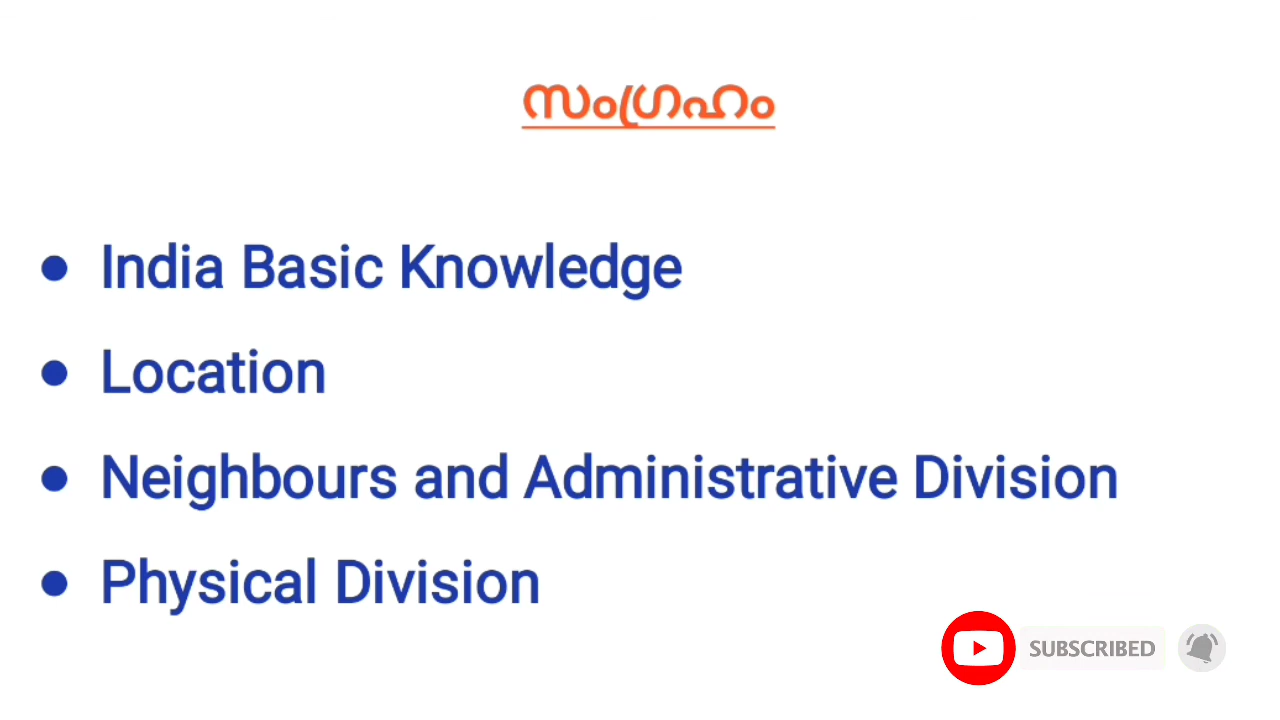 സംഗ്രഹം
● India Basic Knowledge
● Location
● Neighbours and Administrative Division
● Physical Division
SUBSCRIBED